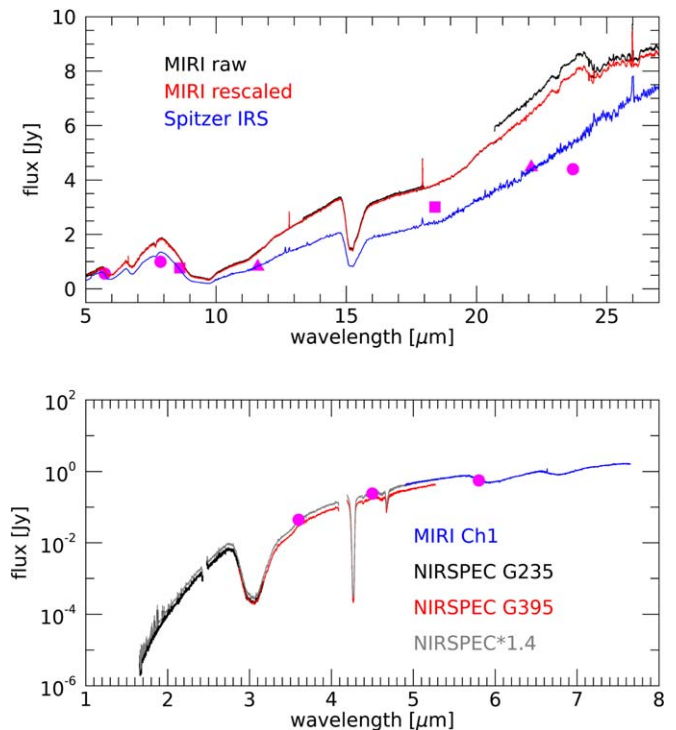 10
8
6
4
2
0
flux [Jy]
MIRI raw
MIRI rescaled
Spitzer IRS
5 10 15 20 25
wavelength [μm]
10²
10⁰
10⁻²
10⁻⁴
10⁻⁶
flux [Jy]
MIRI Ch1
NIRSPEC G235
NIRSPEC G395
NIRSPEC*1.4
1 2 3 4 5 6 7 8
wavelength [μm]